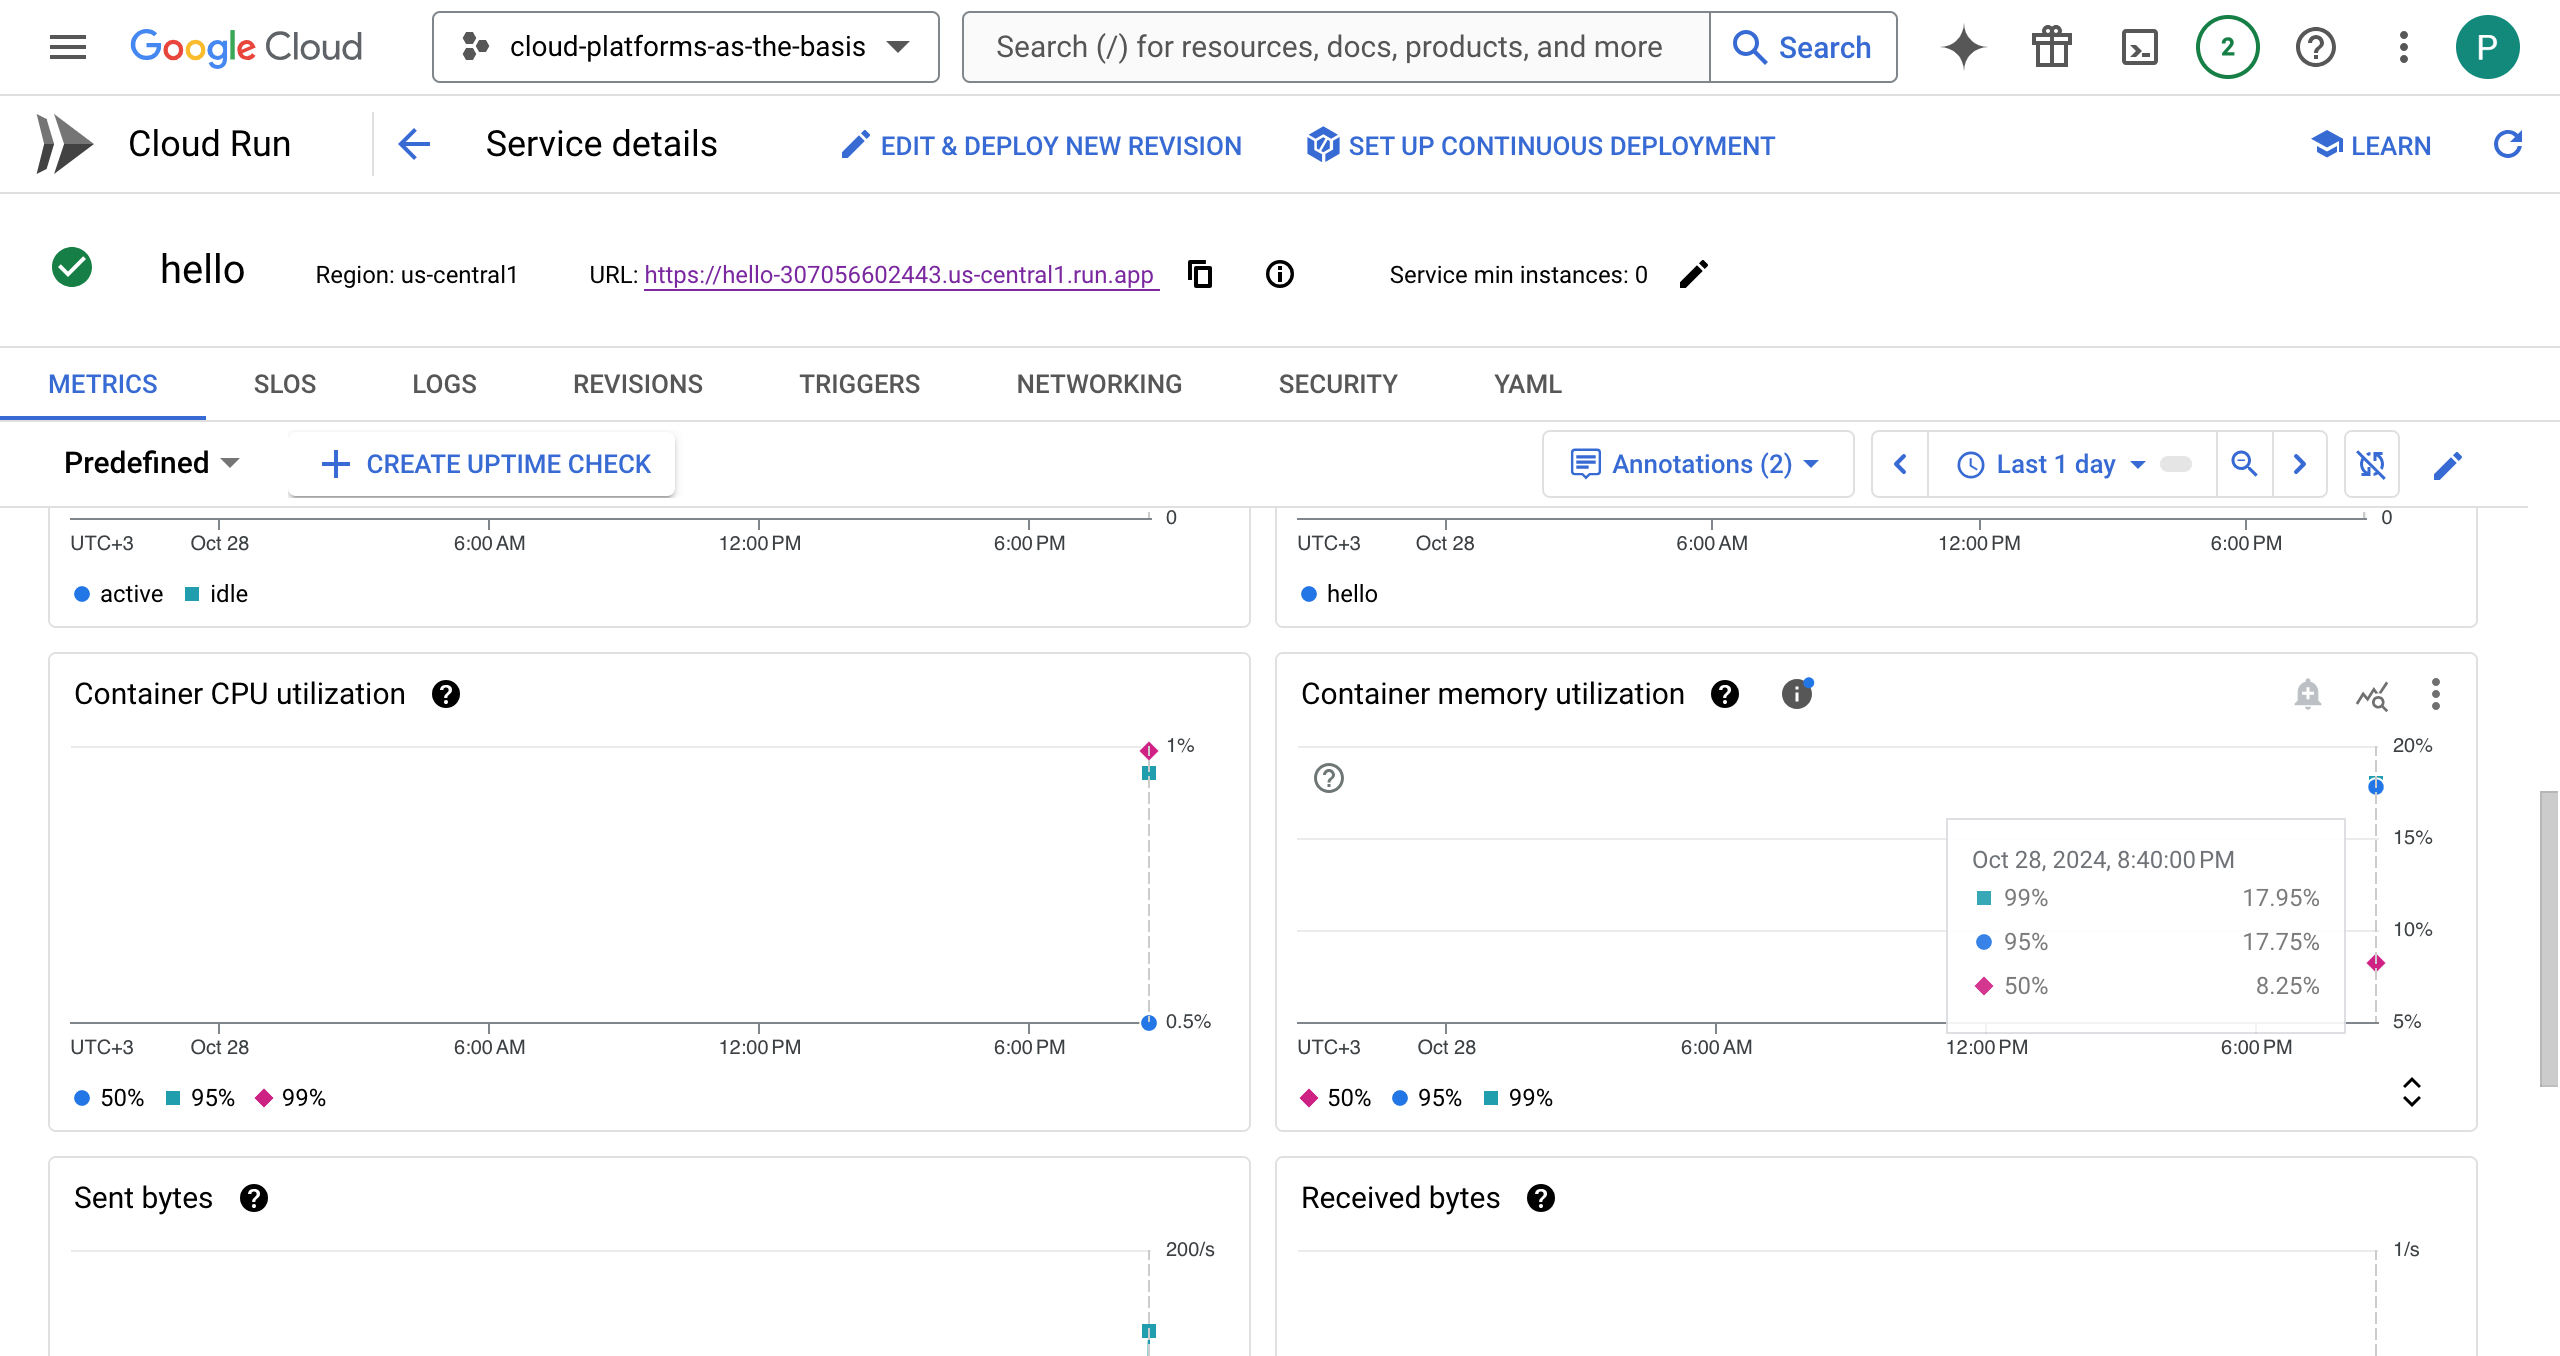 Google Cloud
cloud-platforms-as-the-basis
Search (/) for resources, docs, products, and more
Search
2
P
Cloud Run
Service details
EDIT & DEPLOY NEW REVISION
SET UP CONTINUOUS DEPLOYMENT
LEARN
hello
Region: us-central1
URL: https://hello-307056602443.us-central1.run.app
Service min instances: 0
METRICS
SLOS
LOGS
REVISIONS
TRIGGERS
NETWORKING
SECURITY
YAML
Predefined
CREATE UPTIME CHECK
Annotations (2)
Last 1 day
0
UTC+3 Oct 28 6:00 AM 12:00 PM 6:00 PM
active idle
0
UTC+3 Oct 28 6:00 AM 12:00 PM 6:00 PM
hello
Container CPU utilization
1%
0.5%
UTC+3 Oct 28 6:00 AM 12:00 PM 6:00 PM
50% 95% 99%
Container memory utilization
20%
15%
10%
5%
Oct 28, 2024, 8:40:00 PM
99% 17.95%
95% 17.75%
50% 8.25%
UTC+3 Oct 28 6:00 AM 12:00 PM 6:00 PM
50% 95% 99%
Sent bytes
200/s
Received bytes
1/s